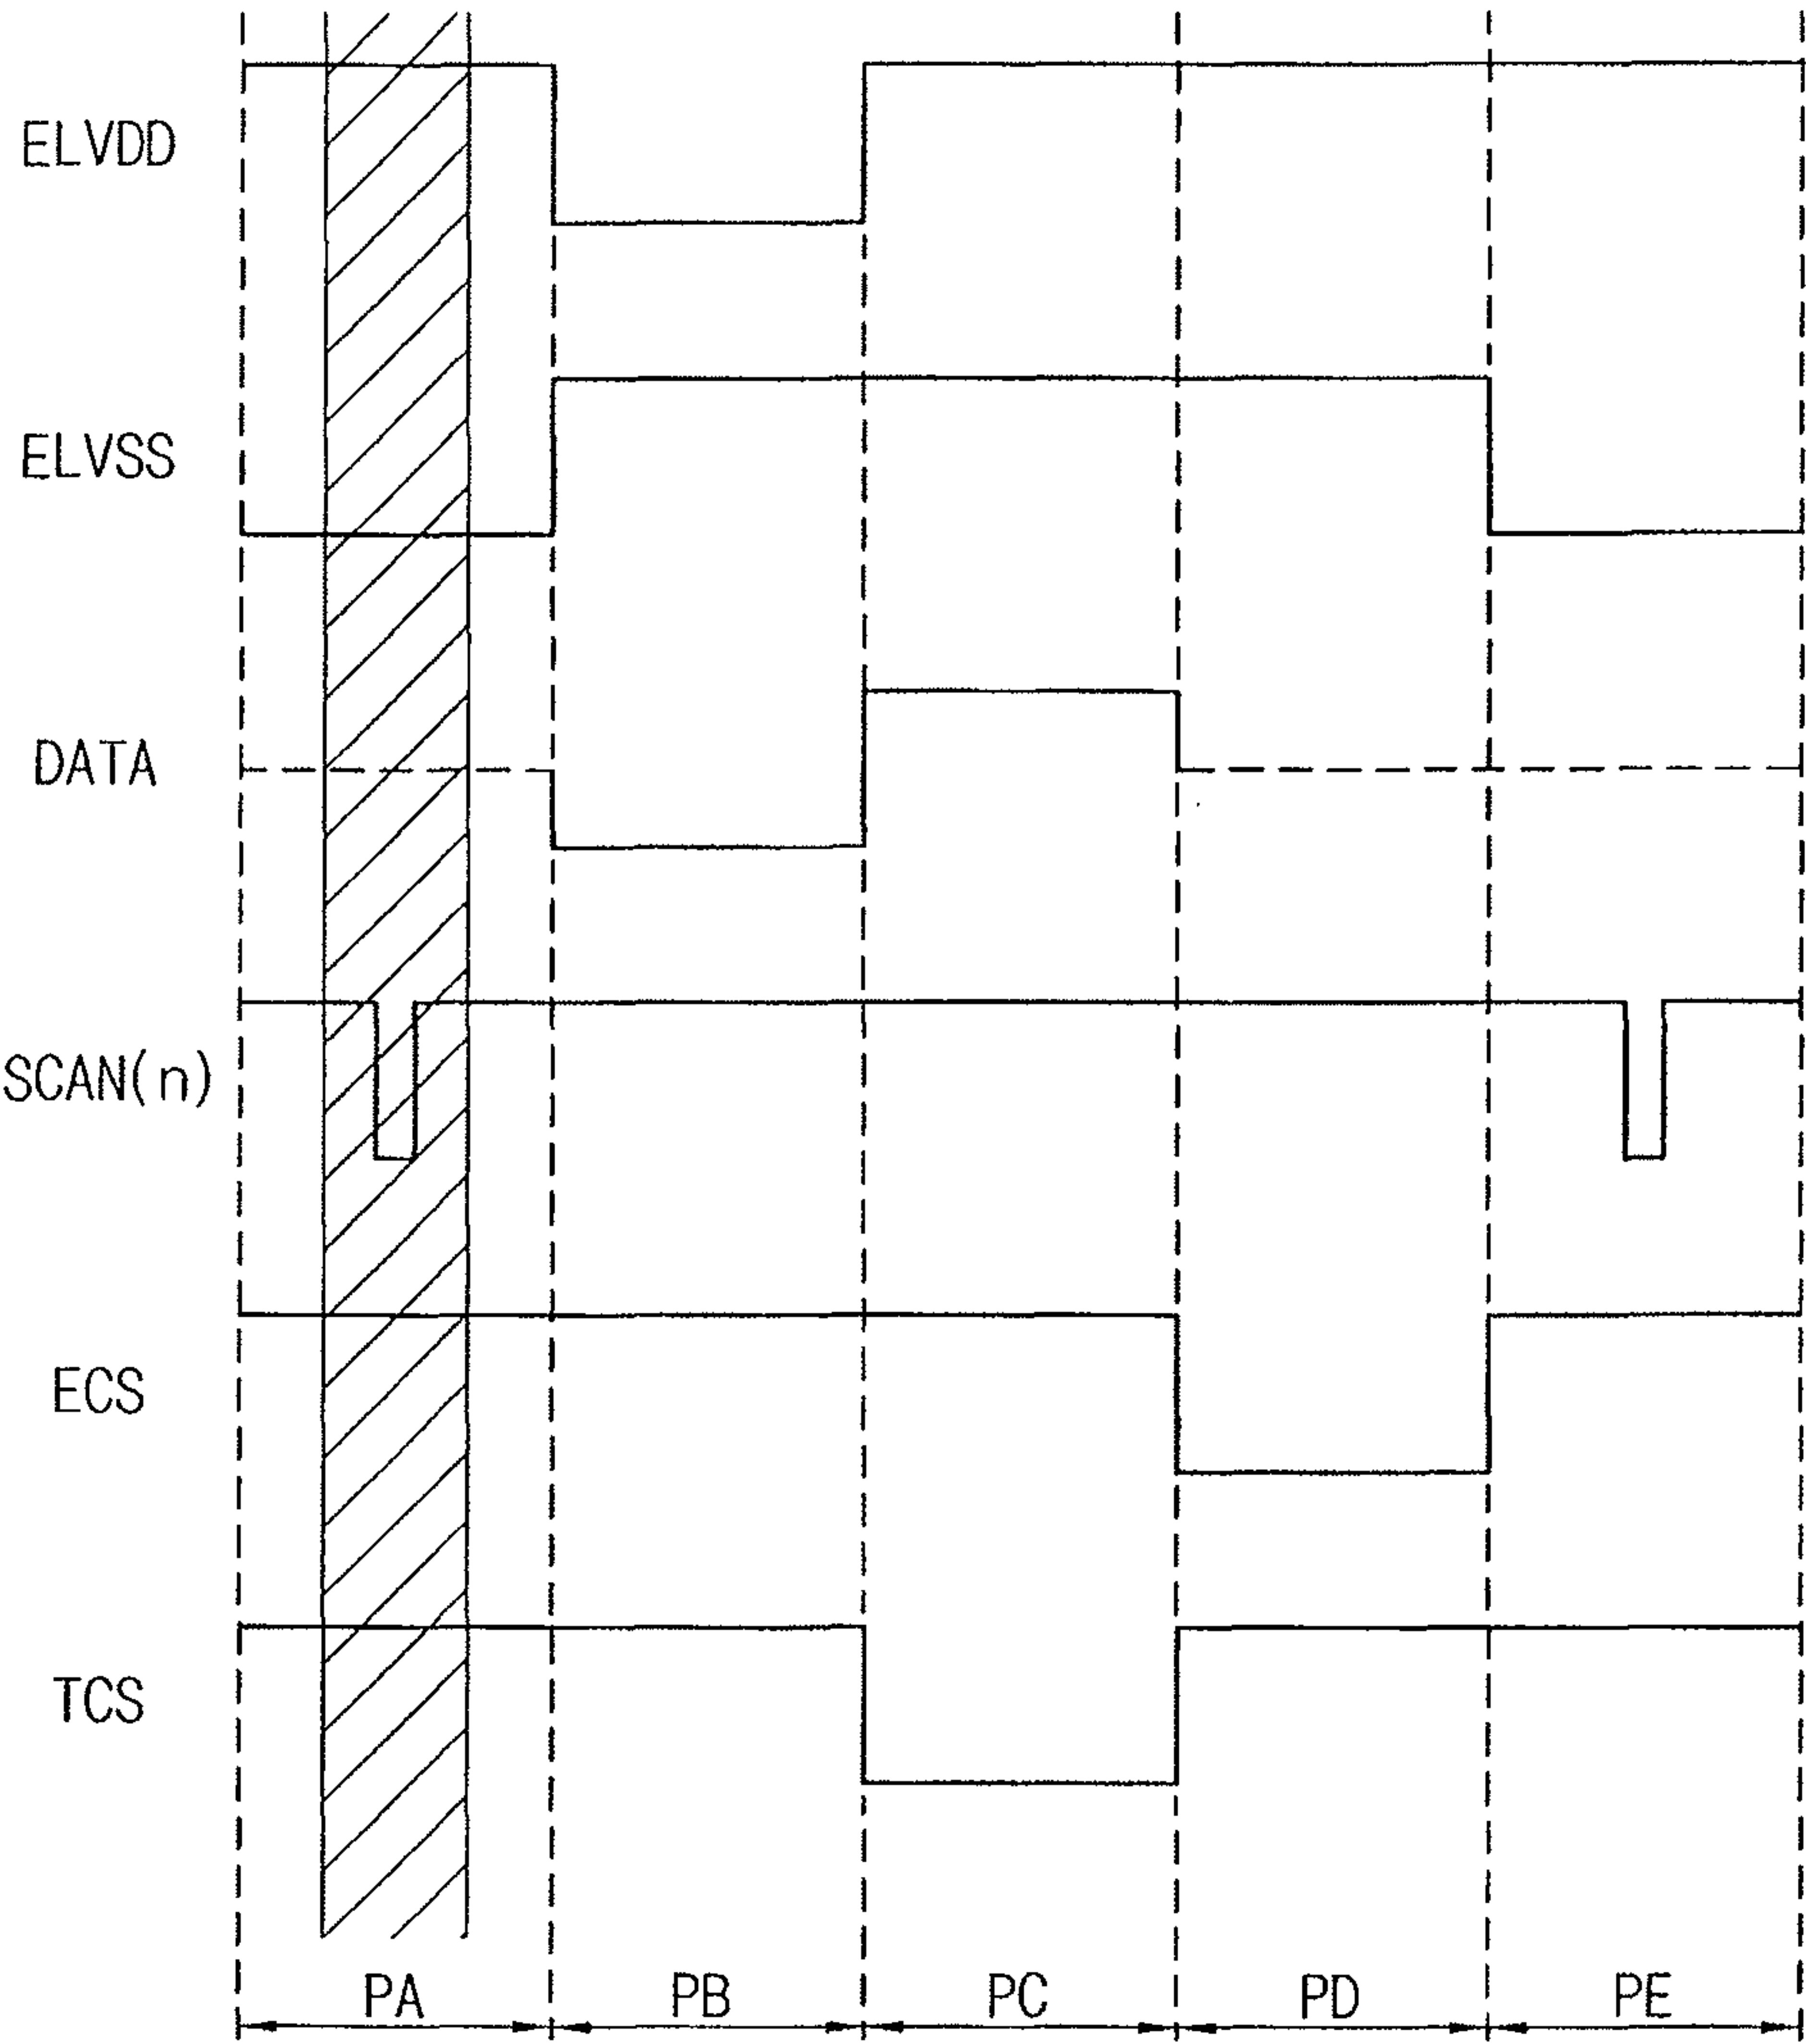 ELVDD
ELVSS
DATA
SCAN(n)
ECS
TCS
PA PB PC PD PE